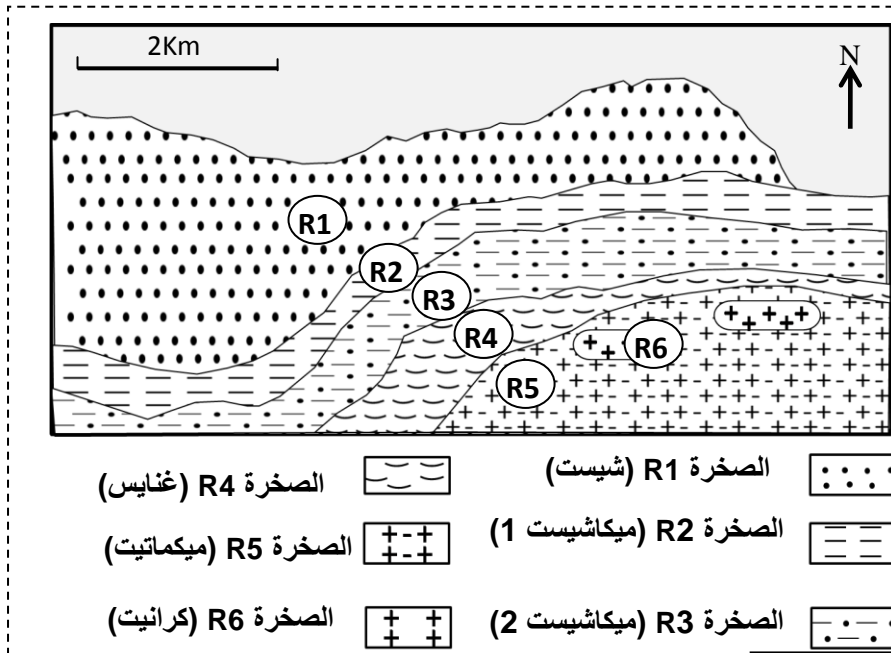 2Km
N
R1
R2
R3
R4
R6
R5
الصخرة R1 (شيست)
الصخرة R4 (غنايس)
الصخرة R2 (ميكاشيست 1)
الصخرة R5 (ميكماتيت)
الصخرة R3 (ميكاشيست 2)
الصخرة R6 (كرانيت)